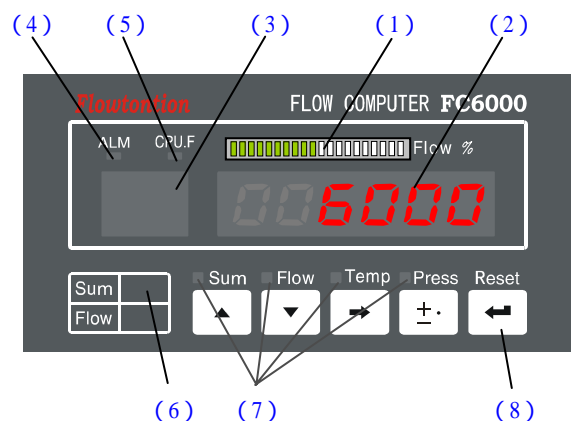 (4) (5) (3) (1) (2)
Flowtontion FLOW COMPUTER FC6000
ALM CPU.F Flow %
006000
Sum Sum Flow Temp Press Reset
Flow ± ·
(6) (7) (8)